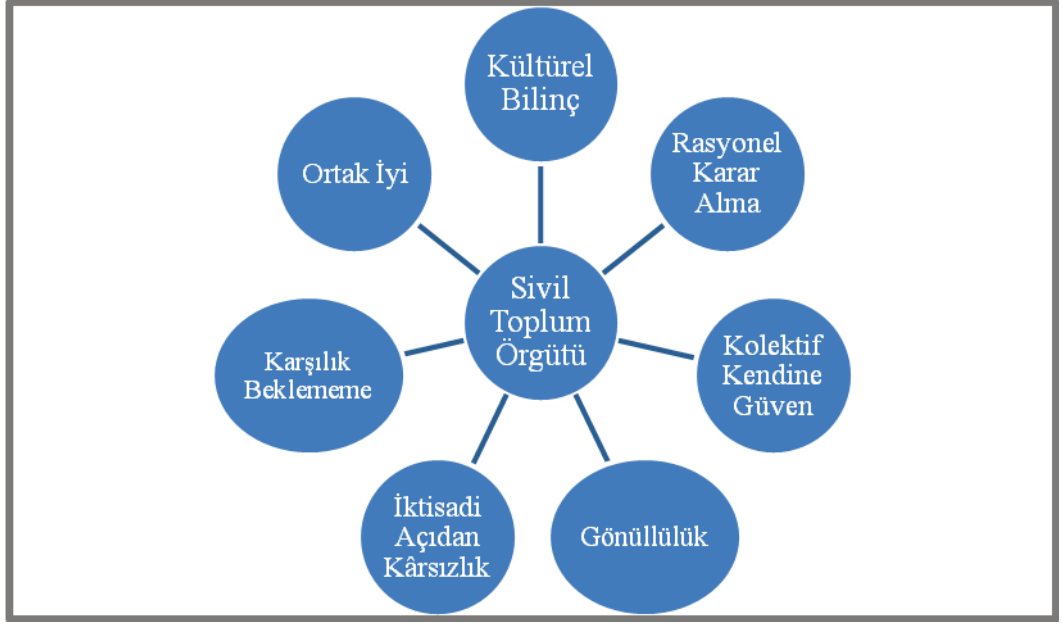 Kültürel
Bilinç
Rasyonel
Karar
Alma
Ortak İyi
Sivil
Toplum
Örgütü
Kolektif
Kendine
Güven
Karşılık
Beklememe
İktisadi
Açıdan
Kârsızlık
Gönüllülük